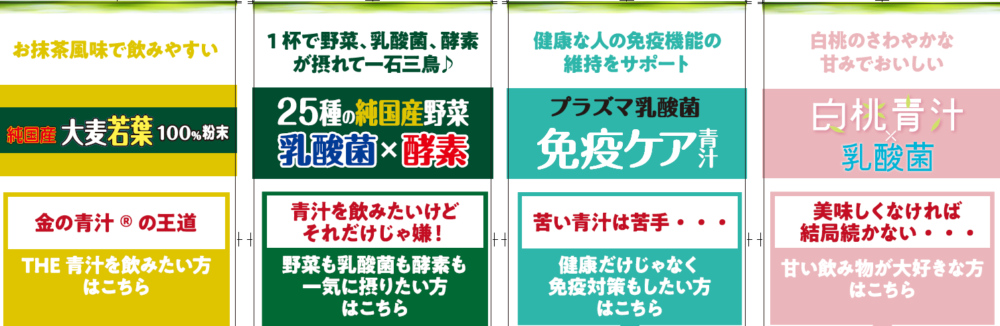 お抹茶風味で飲みやすい
純国産 大麦若葉 100%粉末
金の青汁®の王道
THE 青汁を飲みたい方
はこちら
1杯で野菜、乳酸菌、酵素
が摂れて一石三鳥♪
25種の純国産野菜
乳酸菌×酵素
青汁を飲みたいけど
それだけじゃ嫌!
野菜も乳酸菌も酵素も
一気に摂りたい方
はこちら
健康な人の免疫機能の
維持をサポート
プラズマ乳酸菌
免疫ケア青汁
苦い青汁は苦手・・・
健康だけじゃなく
免疫対策もしたい方
はこちら
白桃のさわやかな
甘みでおいしい
白桃青汁
×
乳酸菌
美味しくなければ
結局続かない・・・
甘い飲み物が大好きな方
はこちら